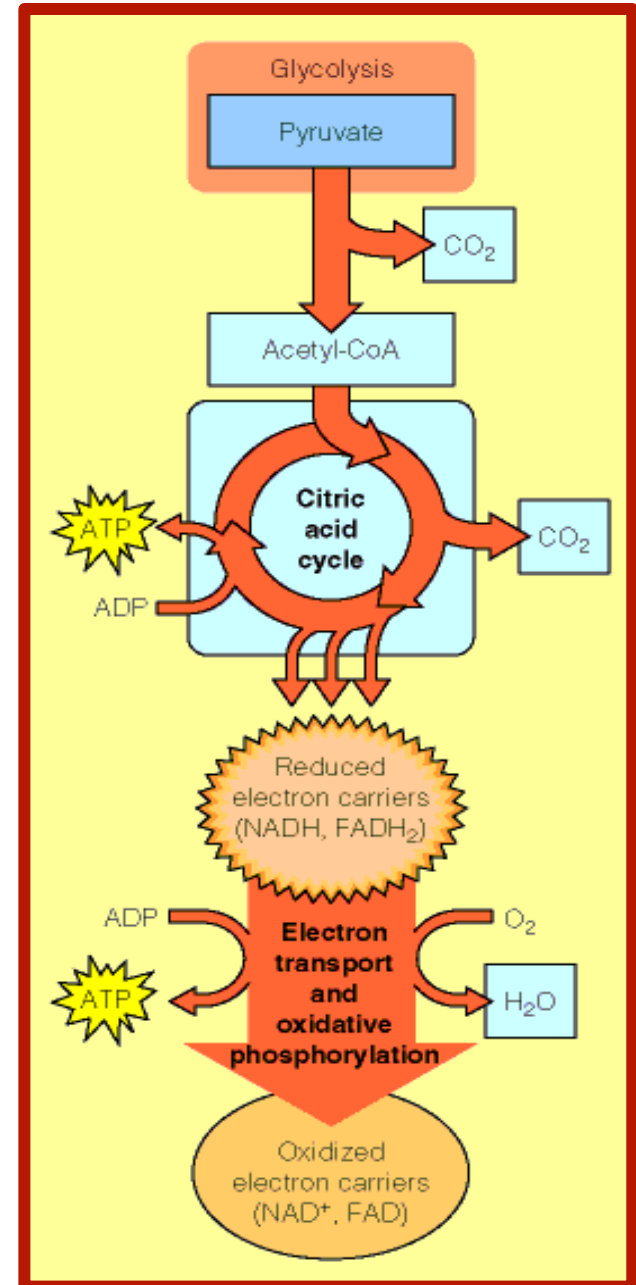 Glycolysis
Pyruvate
CO₂
Acetyl-CoA
Citric
acid
cycle
ATP
CO₂
ADP
Reduced
electron carriers
(NADH, FADH₂)
ADP
O₂
Electron
transport
and
oxidative
phosphorylation
ATP
H₂O
Oxidized
electron carriers
(NAD⁺, FAD)